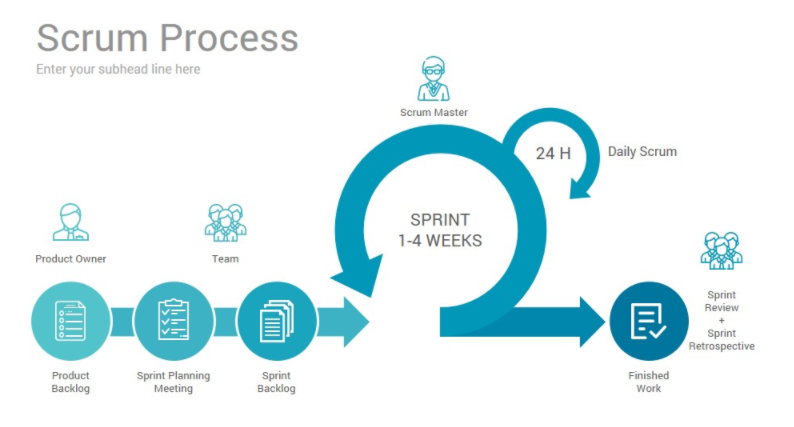 Scrum Process
Enter your subhead line here
Scrum Master
24 H
Daily Scrum
SPRINT
1-4 WEEKS
Product Owner
Team
Sprint
Review
+
Sprint
Retrospective
Product
Backlog
Sprint Planning
Meeting
Sprint
Backlog
Finished
Work